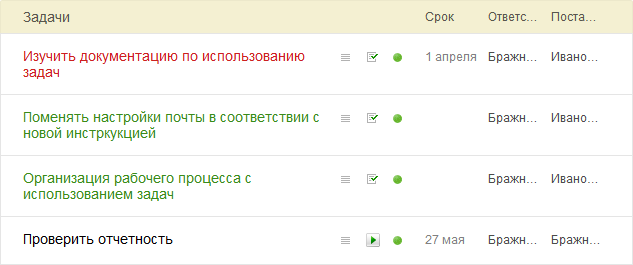 Задачи Срок Ответс... Поста...
Изучить документацию по использованию 1 апреля Бражн... Ивано...
задач
Поменять настройки почты в соответствии с Бражн... Ивано...
новой инстркукцией
Организация рабочего процесса с Бражн... Ивано...
использованием задач
Проверить отчетность 27 мая Бражн... Бражн...